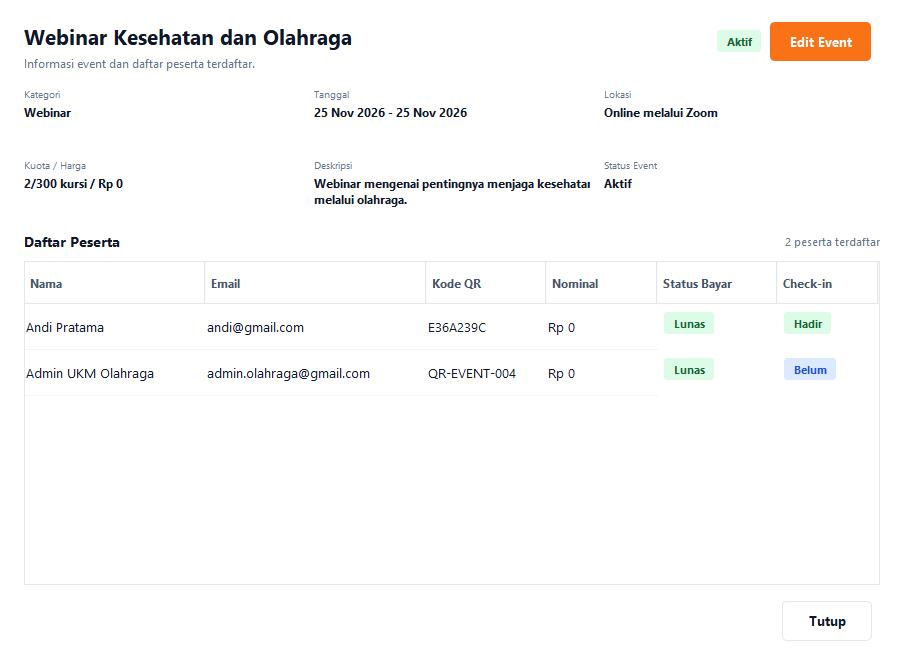 Webinar Kesehatan dan Olahraga
Aktif
Edit Event
Informasi event dan daftar peserta terdaftar.
Kategori
Tanggal
Lokasi
Webinar
25 Nov 2026 - 25 Nov 2026
Online melalui Zoom
Kuota / Harga
Deskripsi
Status Event
2/300 kursi / Rp 0
Webinar mengenai pentingnya menjaga kesehatan
melalui olahraga.
Aktif
Daftar Peserta
2 peserta terdaftar
Nama Email Kode QR Nominal Status Bayar Check-in
Andi Pratama andi@gmail.com E36A239C Rp 0 Lunas Hadir
Admin UKM Olahraga admin.olahraga@gmail.com QR-EVENT-004 Rp 0 Lunas Belum
Tutup